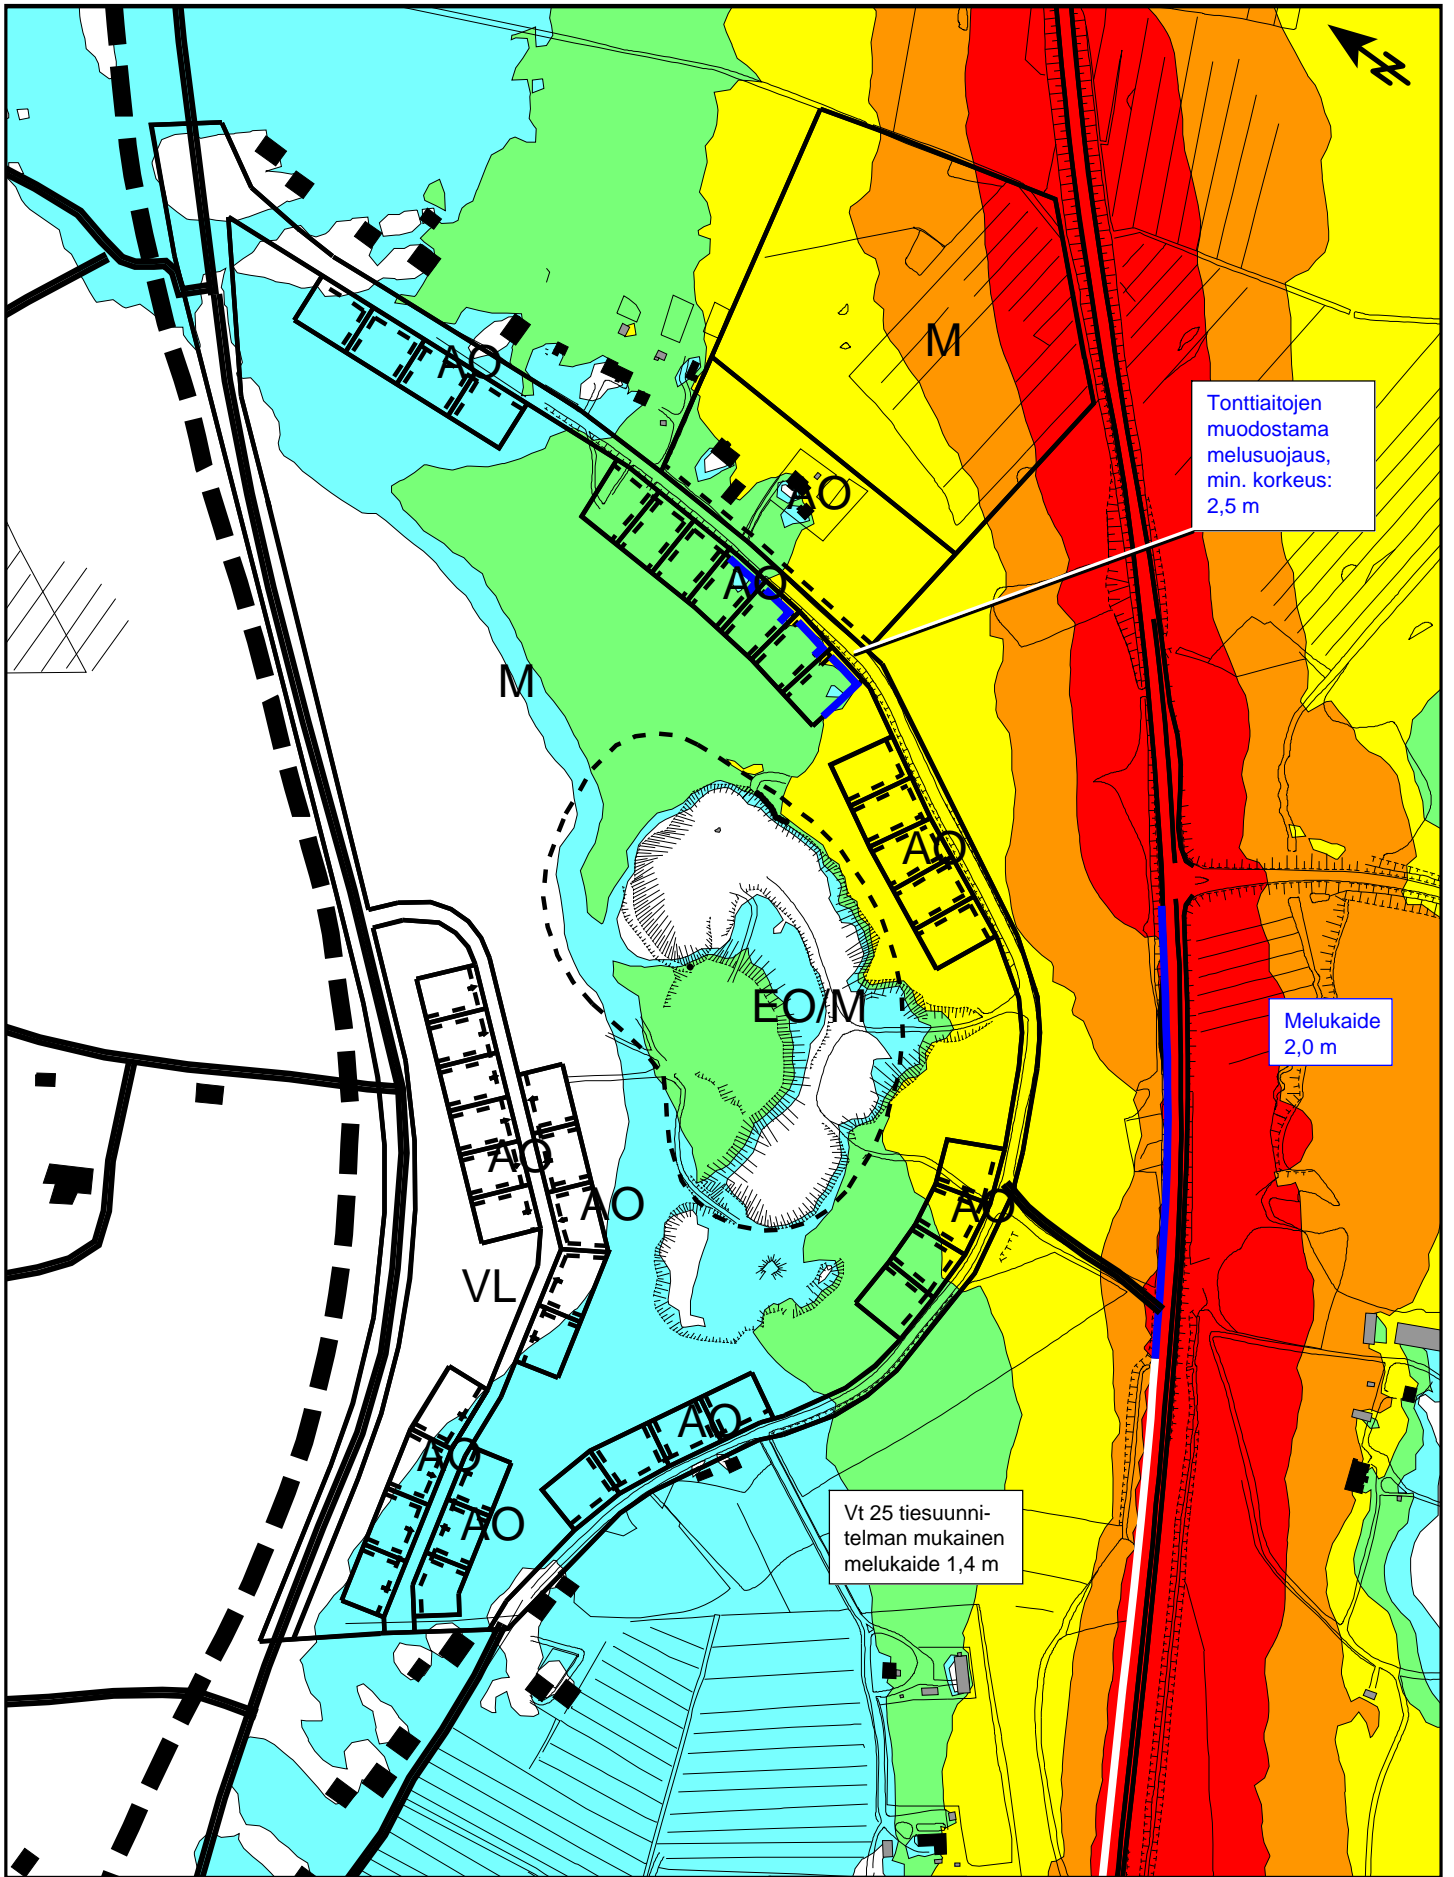 N
AO
M
Tonttiaitojen
muodostama
melusuojaus,
min. korkeus:
2,5 m
AO
AO
M
AO
EO/M
Melukaide
2,0 m
AO
AO
AO
VL
AO
AO
AO
Vt 25 tiesuunni-
telman mukainen
melukaide 1,4 m